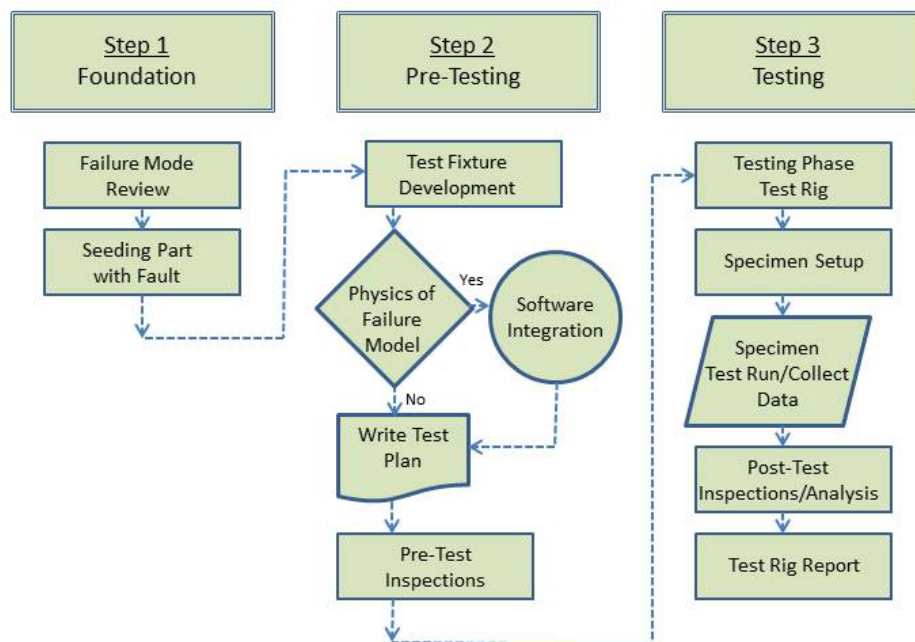 Step 1
Foundation
Step 2
Pre-Testing
Step 3
Testing
Failure Mode
Review
Seeding Part
with Fault
Test Fixture
Development
Physics of
Failure
Model
Yes
Software
Integration
No
Write Test
Plan
Pre-Test
Inspections
Testing Phase
Test Rig
Specimen Setup
Specimen
Test Run/Collect
Data
Post-Test
Inspections/Analysis
Test Rig Report